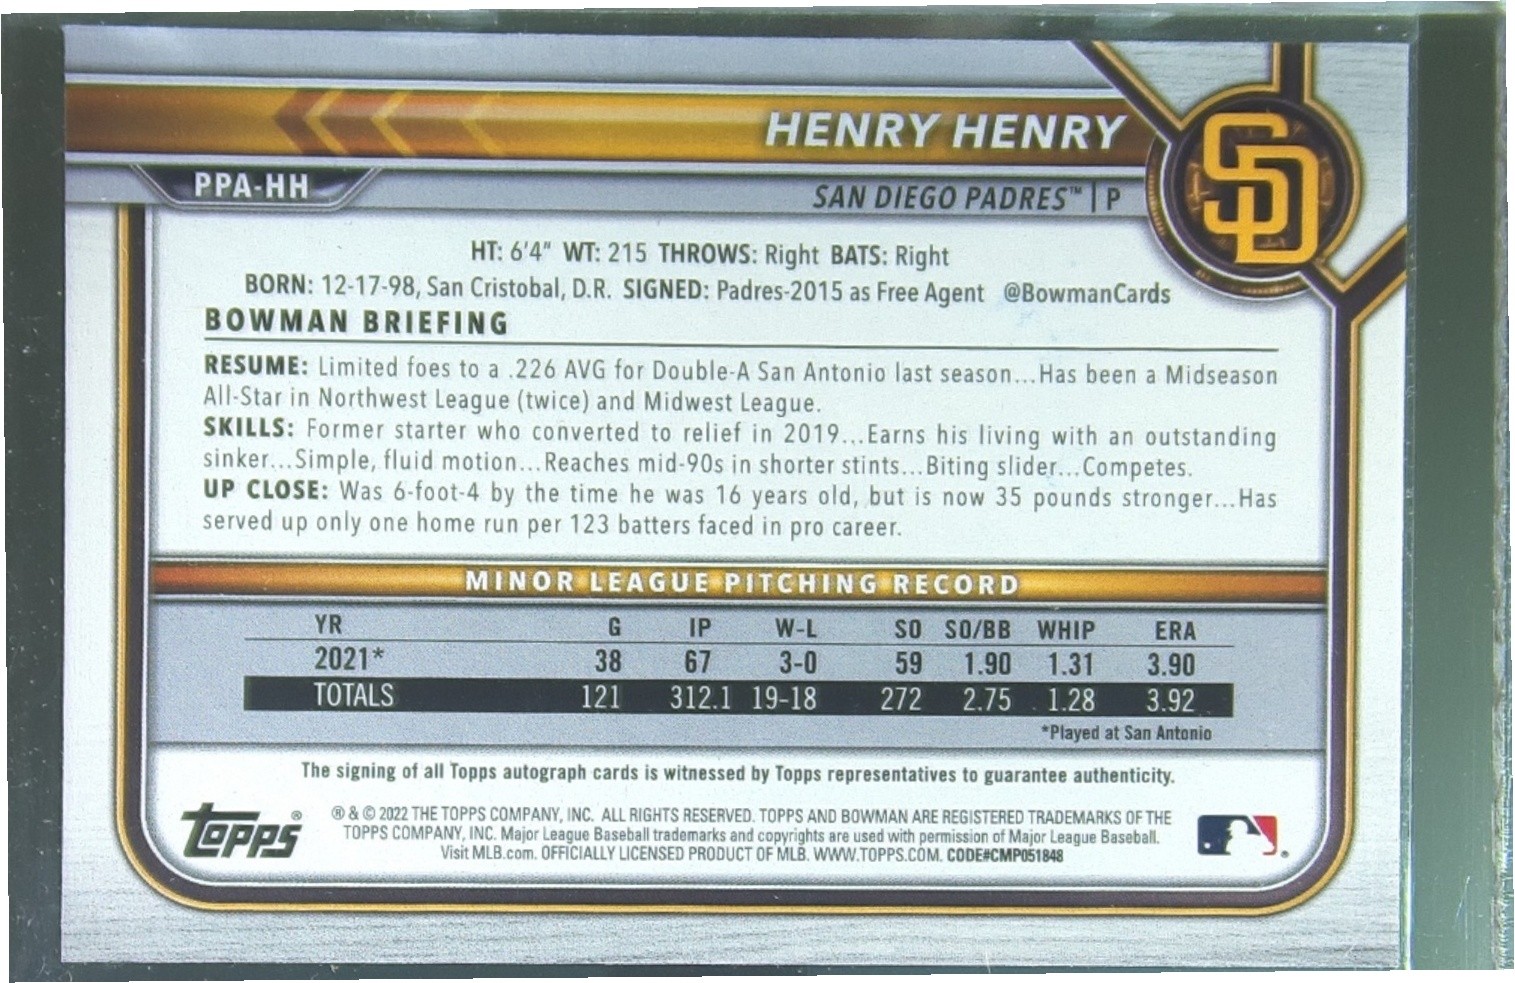 HENRY HENRY
PPA-HH
SAN DIEGO PADRES™ | P
SD
HT: 6'4" WT: 215 THROWS: Right BATS: Right
BORN: 12-17-98, San Cristobal, D.R. SIGNED: Padres-2015 as Free Agent @BowmanCards
BOWMAN BRIEFING
RESUME: Limited foes to a .226 AVG for Double-A San Antonio last season...Has been a Midseason
All-Star in Northwest League (twice) and Midwest League.
SKILLS: Former starter who converted to relief in 2019...Earns his living with an outstanding
sinker...Simple, fluid motion...Reaches mid-90s in shorter stints...Biting slider...Competes.
UP CLOSE: Was 6-foot-4 by the time he was 16 years old, but is now 35 pounds stronger...Has
served up only one home run per 123 batters faced in pro career.
MINOR LEAGUE PITCHING RECORD
YR G IP W-L SO SO/BB WHIP ERA
2021* 38 67 3-0 59 1.90 1.31 3.90
TOTALS 121 312.1 19-18 272 2.75 1.28 3.92
*Played at San Antonio
The signing of all Topps autograph cards is witnessed by Topps representatives to guarantee authenticity.
Topps®
® & © 2022 THE TOPPS COMPANY, INC. ALL RIGHTS RESERVED. TOPPS AND BOWMAN ARE REGISTERED TRADEMARKS OF THE
TOPPS COMPANY, INC. Major League Baseball trademarks and copyrights are used with permission of Major League Baseball.
Visit MLB.com. OFFICIALLY LICENSED PRODUCT OF MLB. WWW.TOPPS.COM. CODE#CMP051848